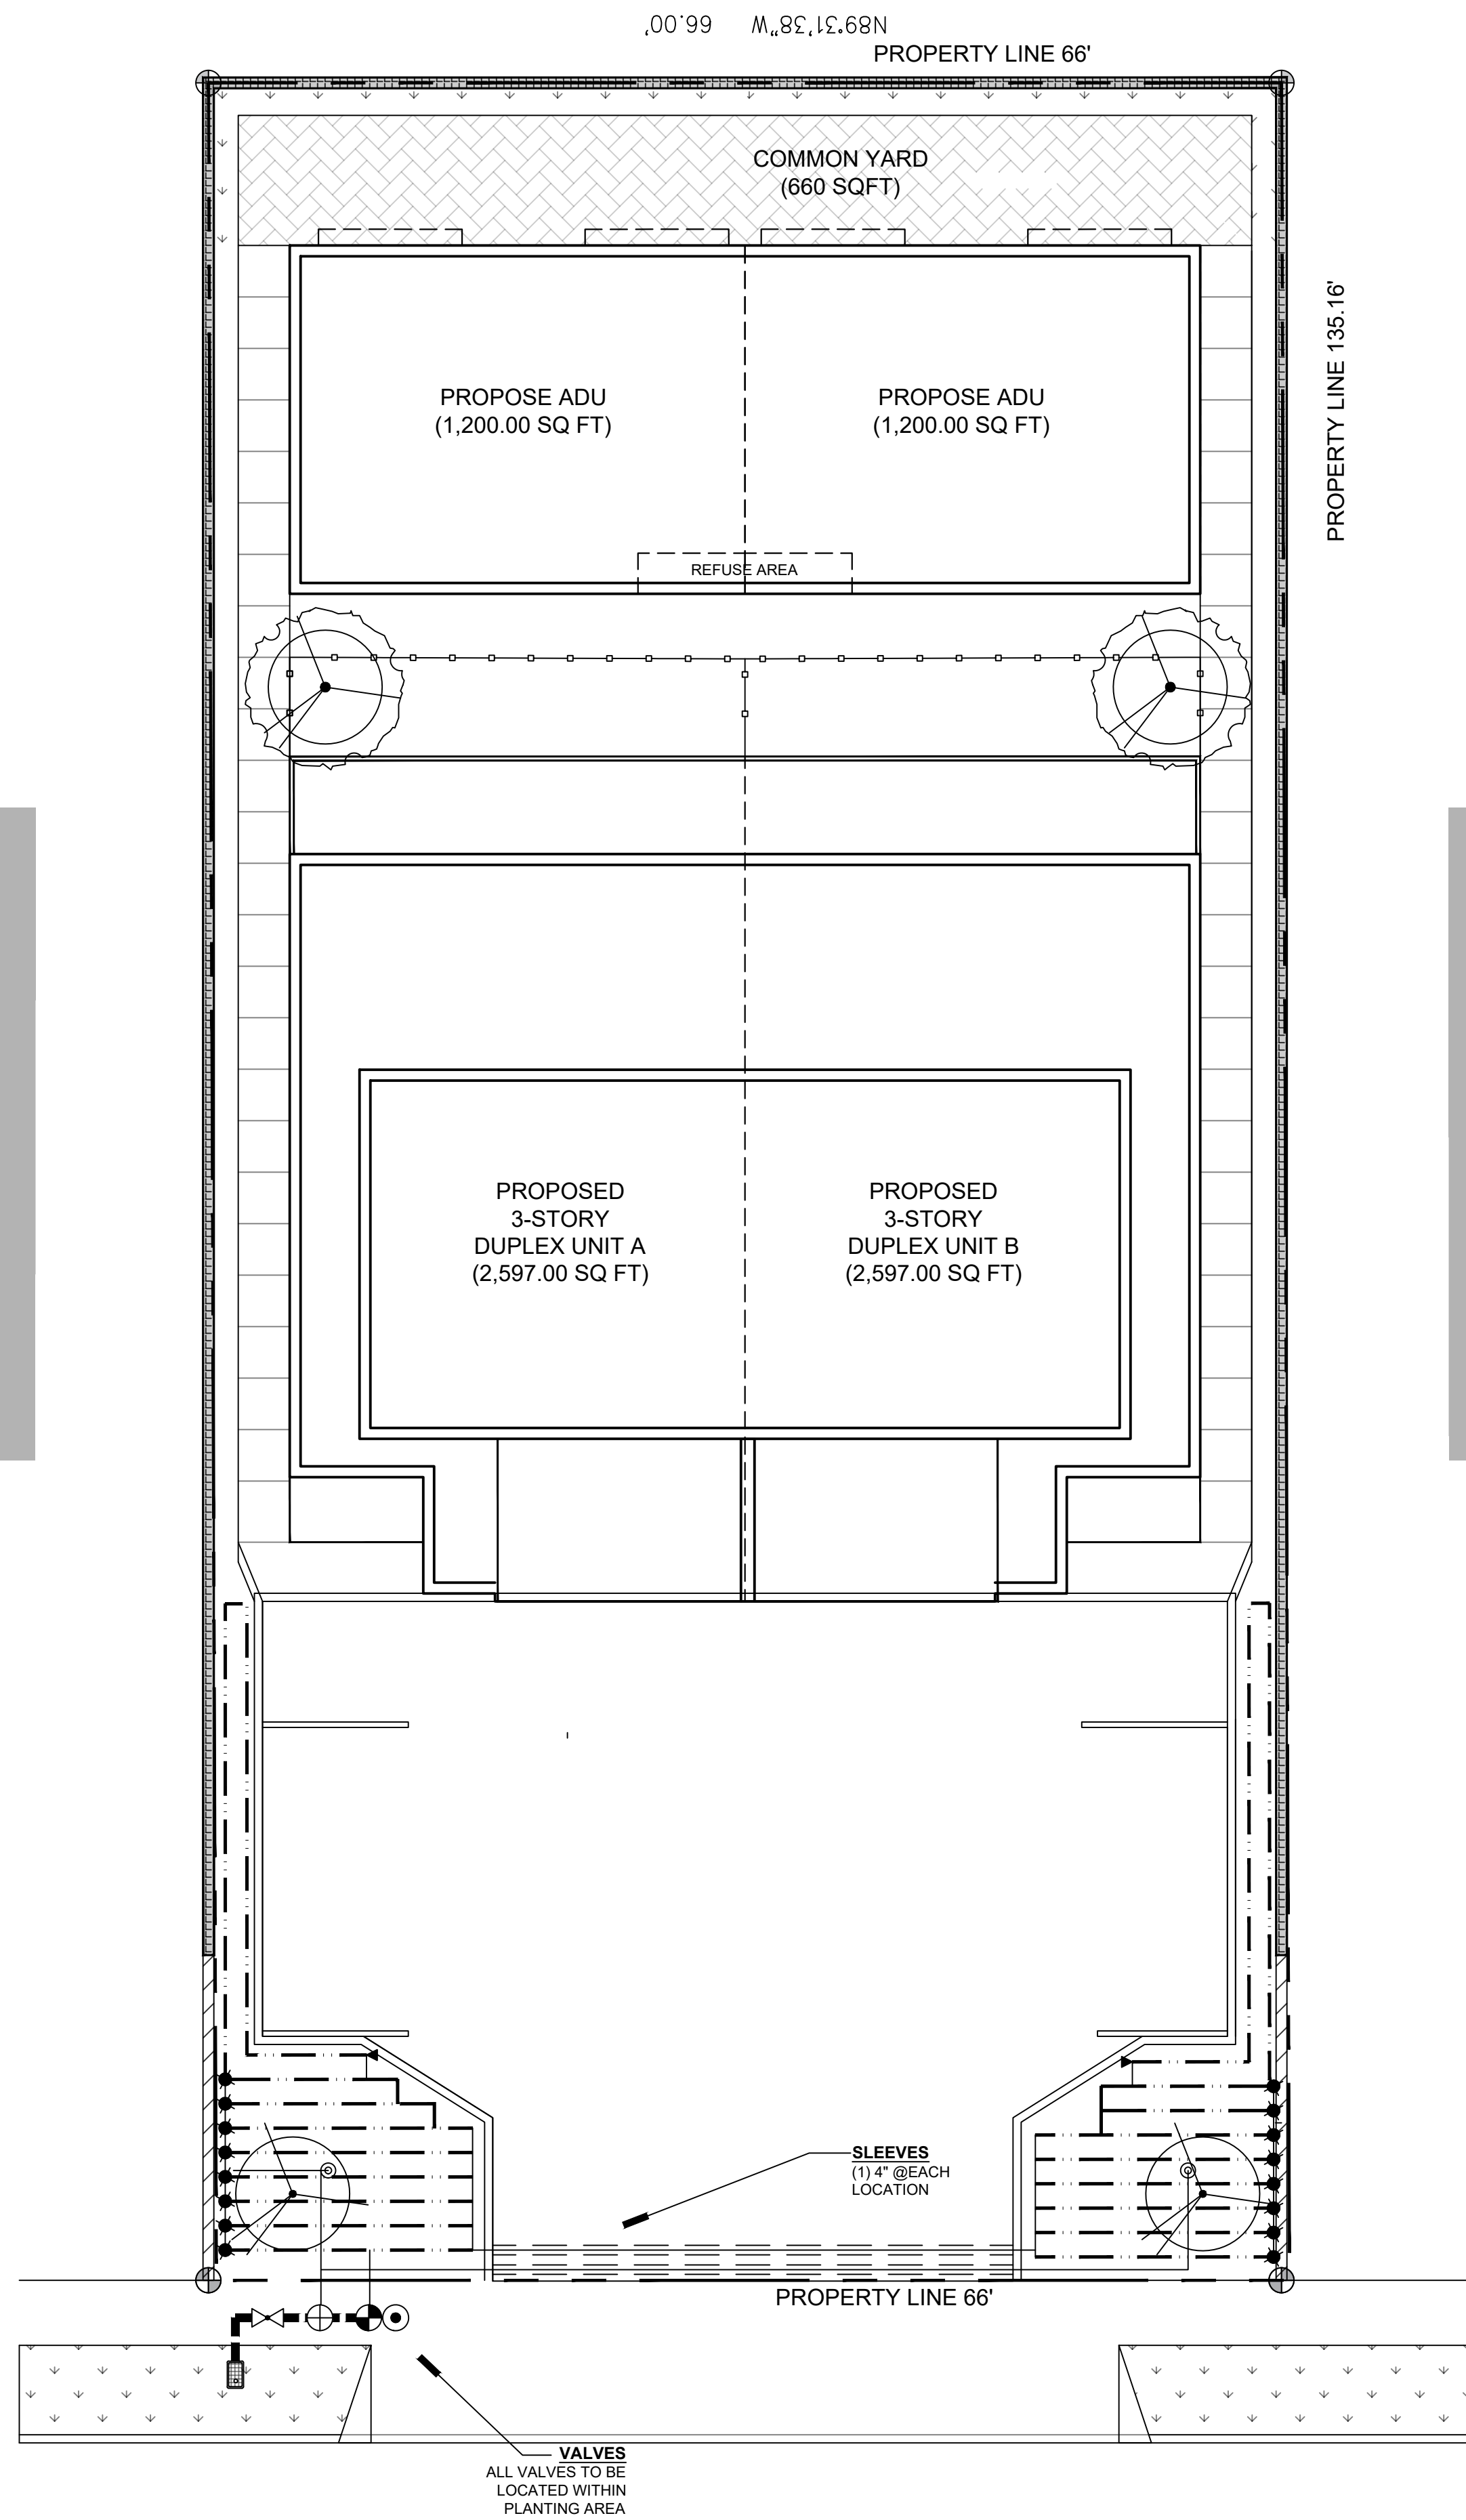 N89°31'38"W 66.00'
PROPERTY LINE 66'
COMMON YARD
(660 SQFT)
PROPERTY LINE 135.16'
PROPOSE ADU
(1,200.00 SQ FT)
PROPOSE ADU
(1,200.00 SQ FT)
REFUSE AREA
PROPOSED
3-STORY
DUPLEX UNIT A
(2,597.00 SQ FT)
PROPOSED
3-STORY
DUPLEX UNIT B
(2,597.00 SQ FT)
SLEEVES
(1) 4" @EACH
LOCATION
PROPERTY LINE 66'
VALVES
ALL VALVES TO BE
LOCATED WITHIN
PLANTING AREA